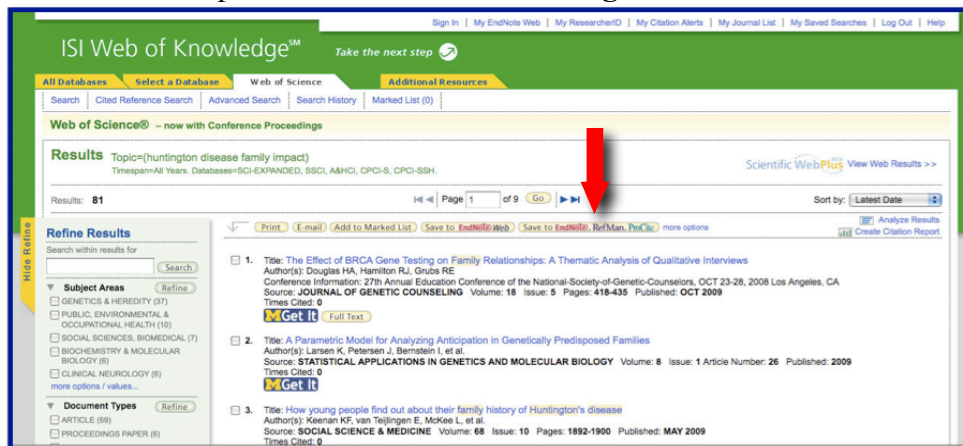 Sign In | My EndNote Web | My ResearcherID | My Citation Alerts | My Journal List | My Saved Searches | Log Out | Help
ISI Web of Knowledge℠ Take the next step
All Databases Select a Database Web of Science Additional Resources
Search Cited Reference Search Advanced Search Search History Marked List (0)
Web of Science® – now with Conference Proceedings
Results Topic=(huntington disease family impact)
Timespan=All Years. Databases=SCI-EXPANDED, SSCI, A&HCI, CPCI-S, CPCI-SSH.
Scientific WebPlus View Web Results >>
Results: 81 Page 1 of 9 Go Sort by: Latest Date
Hide Refine
Refine Results
Search within results for
Search
Subject Areas Refine
GENETICS & HEREDITY (37)
PUBLIC, ENVIRONMENTAL & OCCUPATIONAL HEALTH (10)
SOCIAL SCIENCES, BIOMEDICAL (7)
BIOCHEMISTRY & MOLECULAR BIOLOGY (6)
CLINICAL NEUROLOGY (6)
more options / values...
Document Types Refine
ARTICLE (69)
PROCEEDINGS PAPER (6)
Print E-mail Add to Marked List Save to EndNote Web Save to EndNote, RefMan, ProCite more options
Analyze Results
Create Citation Report
1. Title: The Effect of BRCA Gene Testing on Family Relationships: A Thematic Analysis of Qualitative Interviews
Author(s): Douglas HA, Hamilton RJ, Grubs RE
Conference Information: 27th Annual Education Conference of the National-Society-of-Genetic-Counselors, OCT 23-28, 2008 Los Angeles, CA
Source: JOURNAL OF GENETIC COUNSELING Volume: 18 Issue: 5 Pages: 418-435 Published: OCT 2009
Times Cited: 0
MGet It Full Text
2. Title: A Parametric Model for Analyzing Anticipation in Genetically Predisposed Families
Author(s): Larsen K, Petersen J, Bernstein I, et al.
Source: STATISTICAL APPLICATIONS IN GENETICS AND MOLECULAR BIOLOGY Volume: 8 Issue: 1 Article Number: 26 Published: 2009
Times Cited: 0
MGet It
3. Title: How young people find out about their family history of Huntington's disease
Author(s): Keenan KF, van Teijlingen E, McKee L, et al.
Source: SOCIAL SCIENCE & MEDICINE Volume: 68 Issue: 10 Pages: 1892-1900 Published: MAY 2009
Times Cited: 0